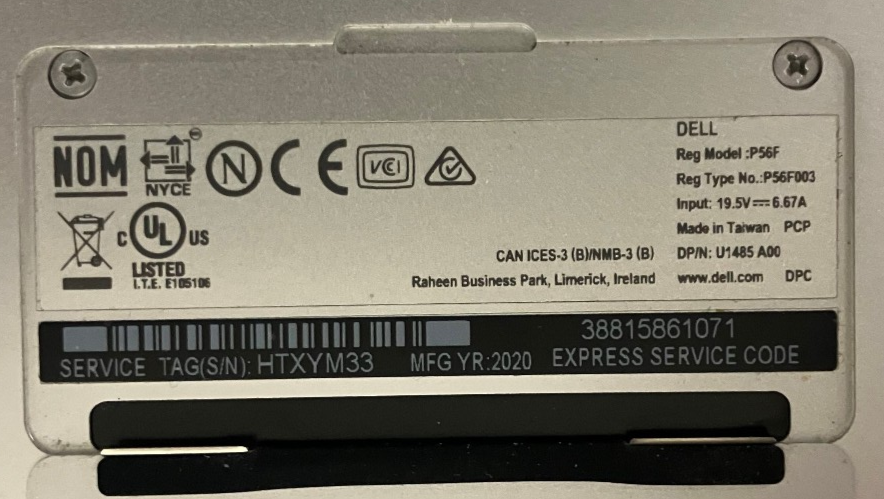 NOM
NYCE
N
CE
VCI
C UL US
LISTED
I.T.E. E105106
CAN ICES-3 (B)/NMB-3 (B)
Raheen Business Park, Limerick, Ireland
DELL
Reg Model :P56F
Reg Type No.:P56F003
Input: 19.5V⎓6.67A
Made in Taiwan PCP
DP/N: U1485 A00
www.dell.com DPC
SERVICE TAG(S/N): HTXYM33
MFG YR:2020
38815861071
EXPRESS SERVICE CODE